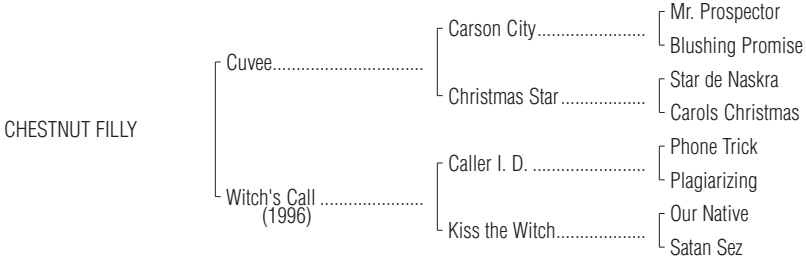 Mr. Prospector
Carson City.......................
Blushing Promise
Cuvee................................
Star de Naskra
Christmas Star..................
Carols Christmas
CHESTNUT FILLY
Phone Trick
Caller I. D. ........................
Plagiarizing
Witch's Call ......................
(1996)
Our Native
Kiss the Witch...................
Satan Sez